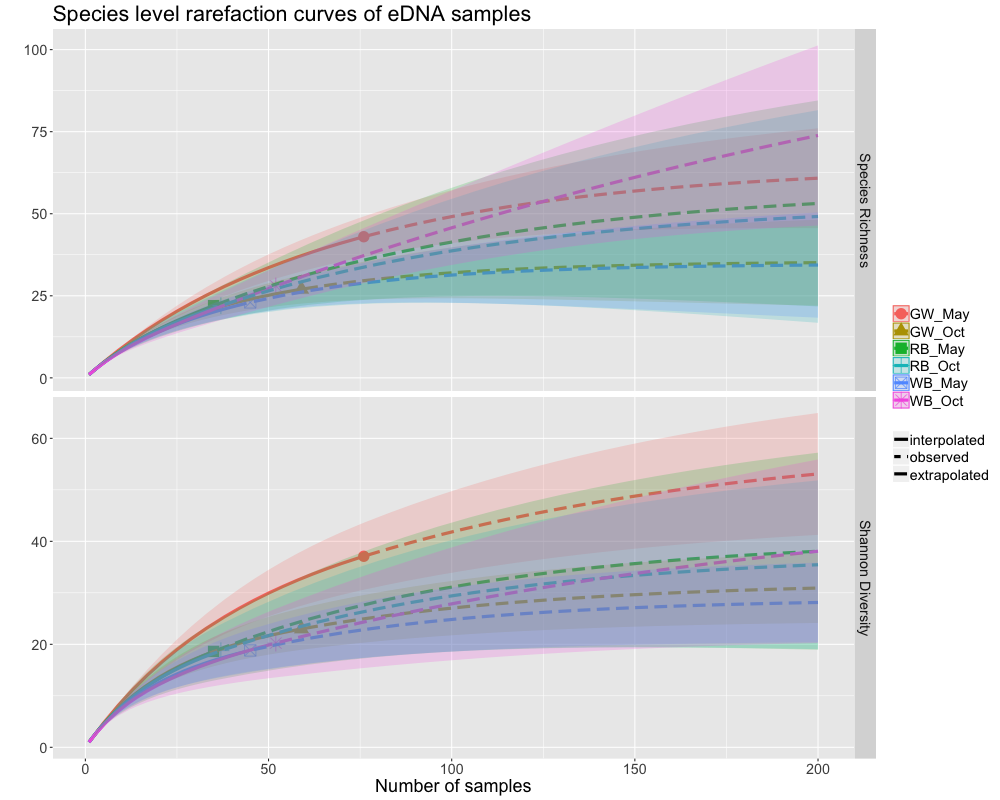 Species level rarefaction curves of eDNA samples
100
75
50
25
0
Species Richness
60
40
20
0
Shannon Diversity
0
50
100
150
200
Number of samples
GW_May
GW_Oct
RB_May
RB_Oct
WB_May
WB_Oct
interpolated
observed
extrapolated